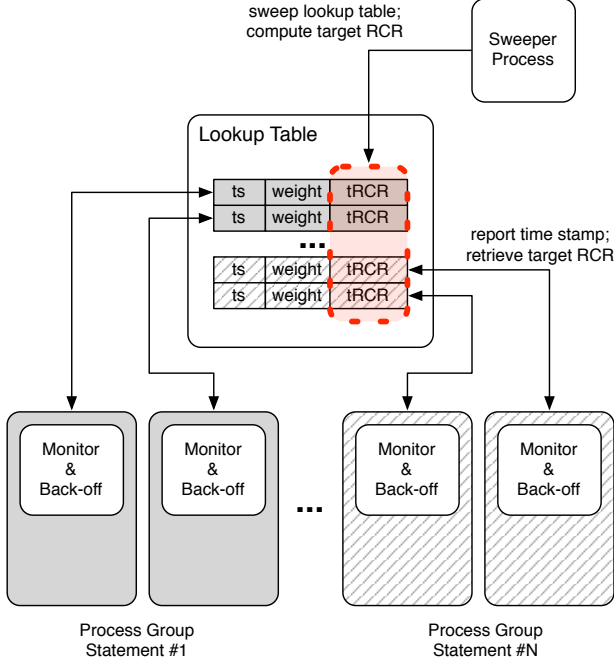 sweep lookup table;
compute target RCR
Sweeper
Process
Lookup Table
ts weight tRCR
ts weight tRCR
...
ts weight tRCR
ts weight tRCR
report time stamp;
retrieve target RCR
Monitor
&
Back-off
Monitor
&
Back-off
...
Monitor
&
Back-off
Monitor
&
Back-off
Process Group
Statement #1
Process Group
Statement #N